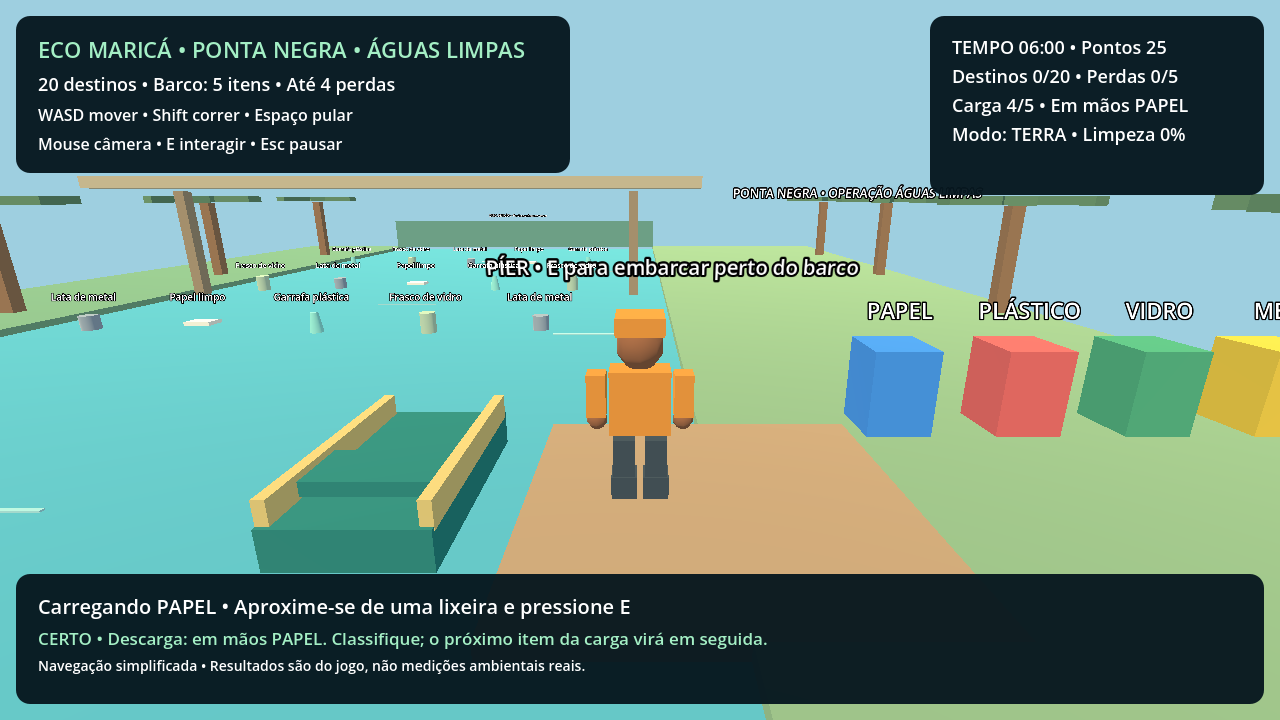 ECO MARICÁ • PONTA NEGRA • ÁGUAS LIMPAS
20 destinos • Barco: 5 itens • Até 4 perdas
WASD mover • Shift correr • Espaço pular
Mouse câmera • E interagir • Esc pausar
TEMPO 06:00 • Pontos 25
Destinos 0/20 • Perdas 0/5
Carga 4/5 • Em mãos PAPEL
Modo: TERRA • Limpeza 0%
PONTA NEGRA • OPERAÇÃO ÁGUAS LIMPAS
PÍER • E para embarcar perto do barco
Lata de metal
Papel limpo
Garrafa plástica
Frasco de vidro
Lata de metal
PAPEL
PLÁSTICO
VIDRO
ME
Carregando PAPEL • Aproxime-se de uma lixeira e pressione E
CERTO • Descarga: em mãos PAPEL. Classifique; o próximo item da carga virá em seguida.
Navegação simplificada • Resultados são do jogo, não medições ambientais reais.